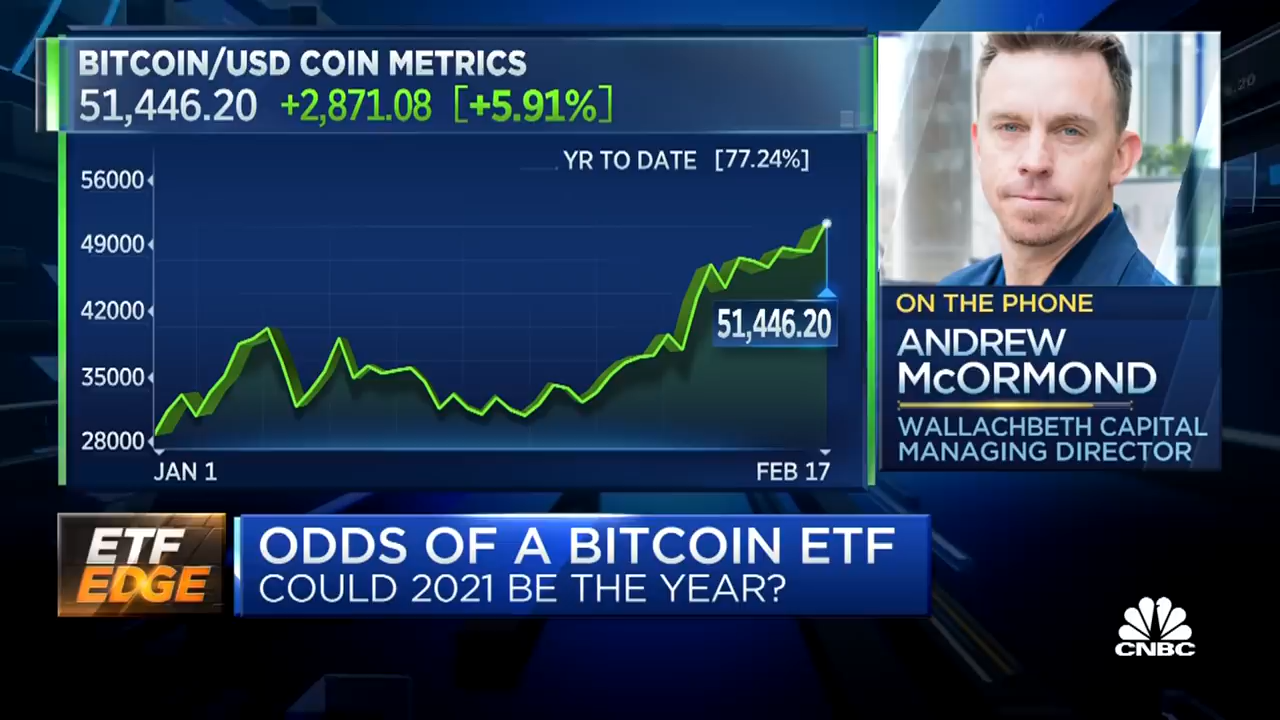 BITCOIN/USD COIN METRICS
51,446.20 +2,871.08 [+5.91%]
YR TO DATE [77.24%]
56000
49000
42000
35000
28000
51,446.20
JAN 1
FEB 17
ON THE PHONE
ANDREW
McCORMOND
WALLACHBETH CAPITAL
MANAGING DIRECTOR
ETF
EDGE
ODDS OF A BITCOIN ETF
COULD 2021 BE THE YEAR?
CNBC